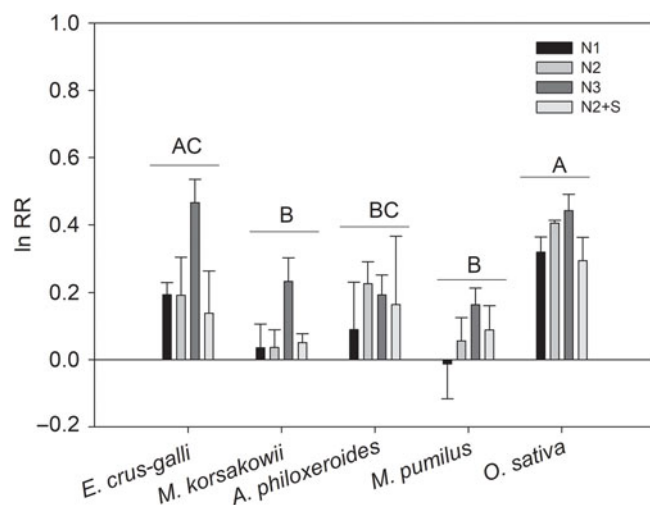 1.0
0.8
0.6
0.4
0.2
0.0
–0.2
ln RR
N1
N2
N3
N2+S
AC
B
BC
B
A
E. crus-galli
M. korsakowii
A. philoxeroides
M. pumilus
O. sativa